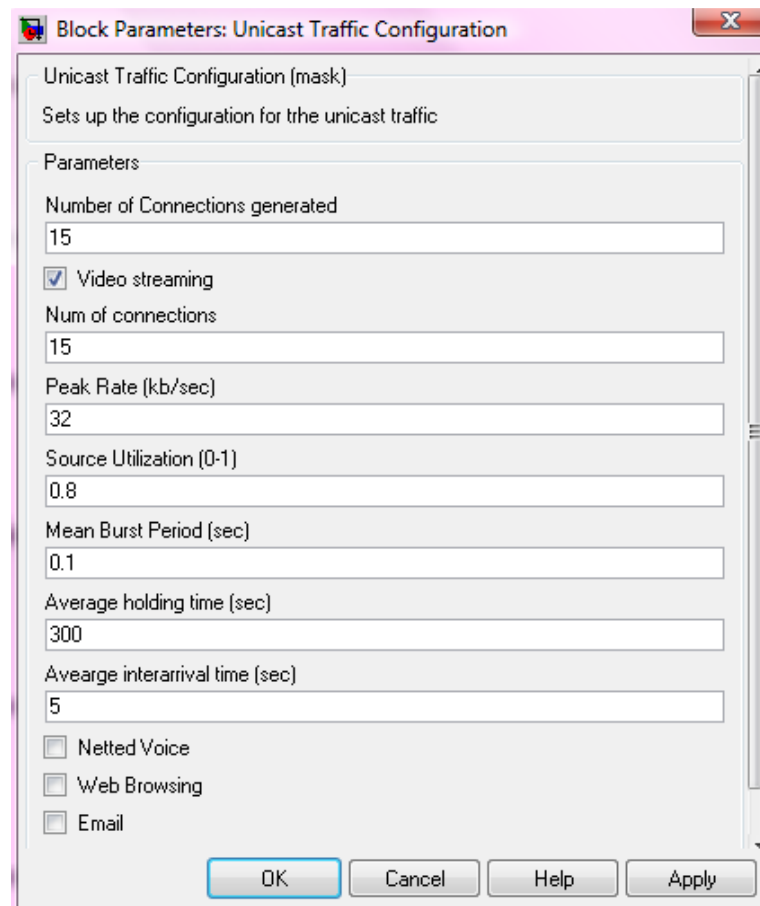 Block Parameters: Unicast Traffic Configuration
Unicast Traffic Configuration (mask)
Sets up the configuration for trhe unicast traffic
Parameters
Number of Connections generated
15
Video streaming
Num of connections
15
Peak Rate (kb/sec)
32
Source Utilization (0-1)
0.8
Mean Burst Period (sec)
0.1
Average holding time (sec)
300
Avearge interarrival time (sec)
5
Netted Voice
Web Browsing
Email
OK Cancel Help Apply